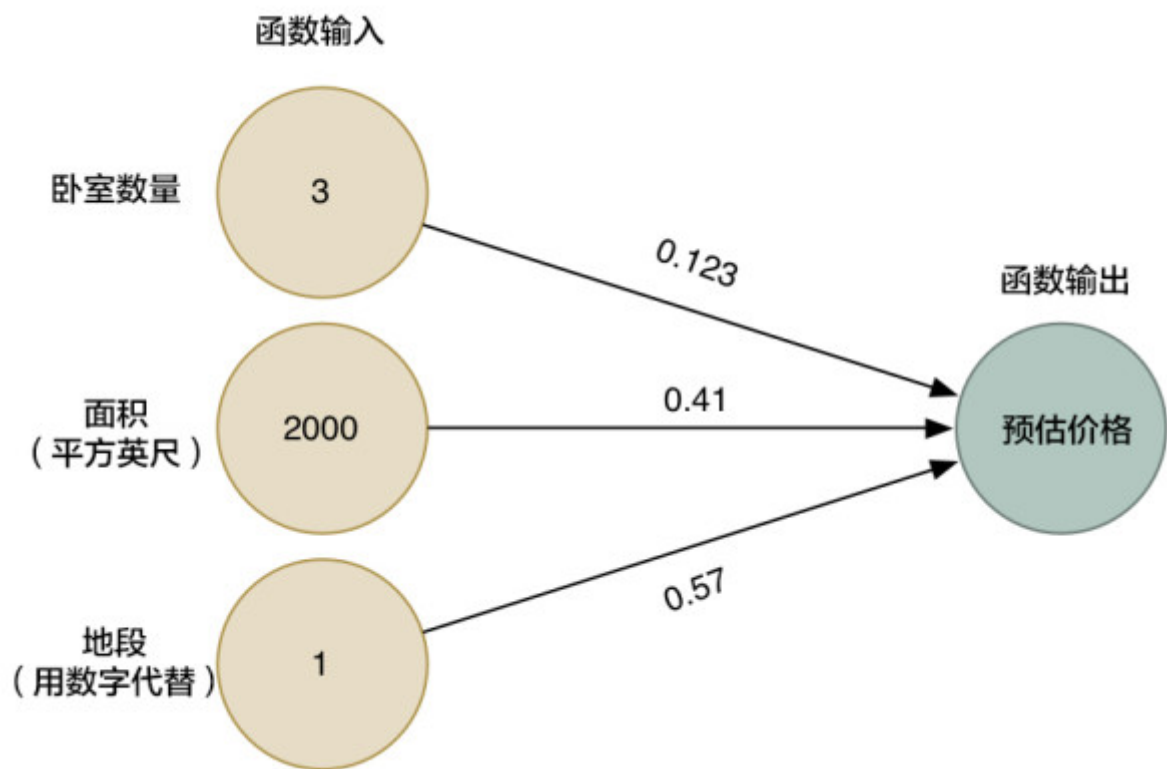 函数输入
卧室数量
3
0.123
函数输出
面积
（平方英尺）
2000
0.41
预估价格
0.57
地段
（用数字代替）
1